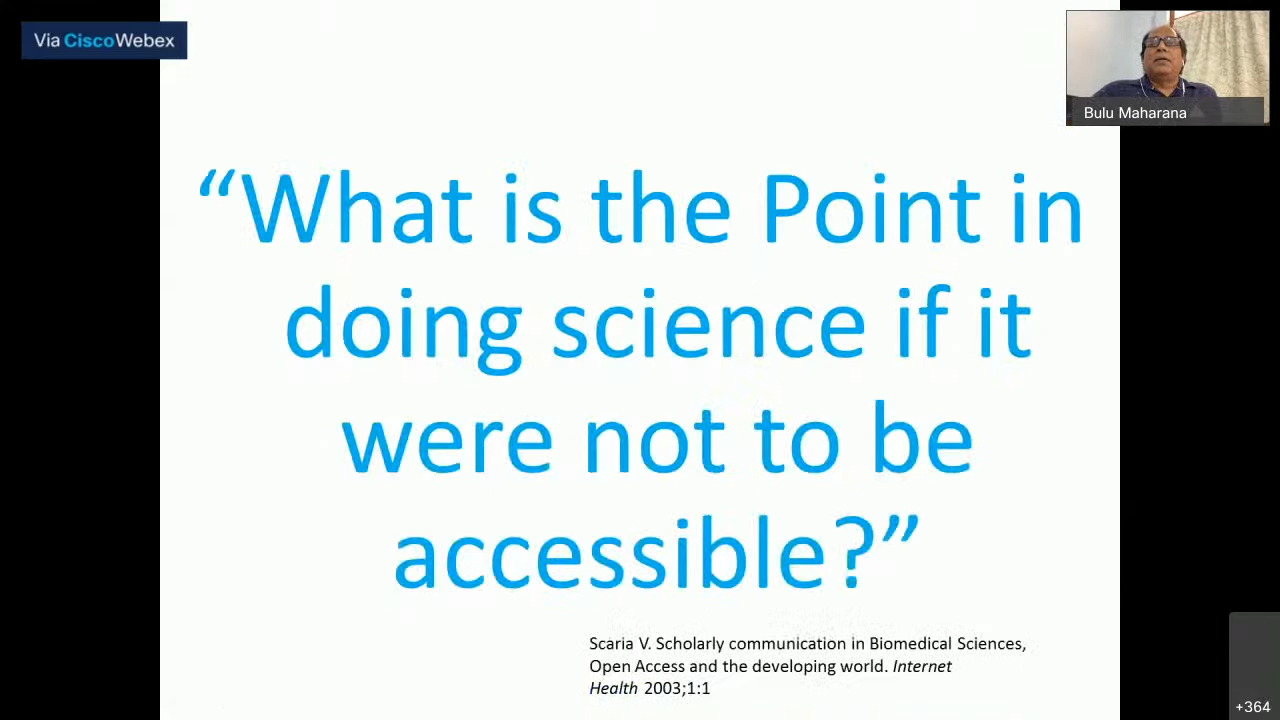 Via CiscoWebex
Bulu Maharana
“What is the Point in
doing science if it
were not to be
accessible?”
Scaria V. Scholarly communication in Biomedical Sciences,
Open Access and the developing world. Internet
Health 2003;1:1
+364